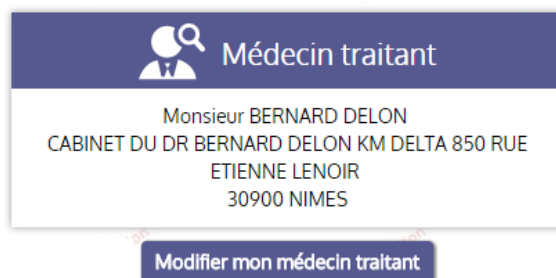 Médecin traitant
Monsieur BERNARD DELON
CABINET DU DR BERNARD DELON KM DELTA 850 RUE
ETIENNE LENOIR
30900 NIMES
Modifier mon médecin traitant